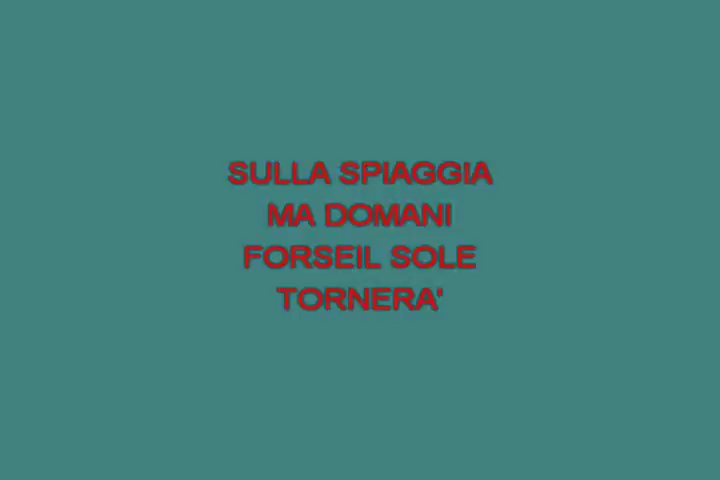 SULLA SPIAGGIA
MA DOMANI
FORSEIL SOLE
TORNERA'